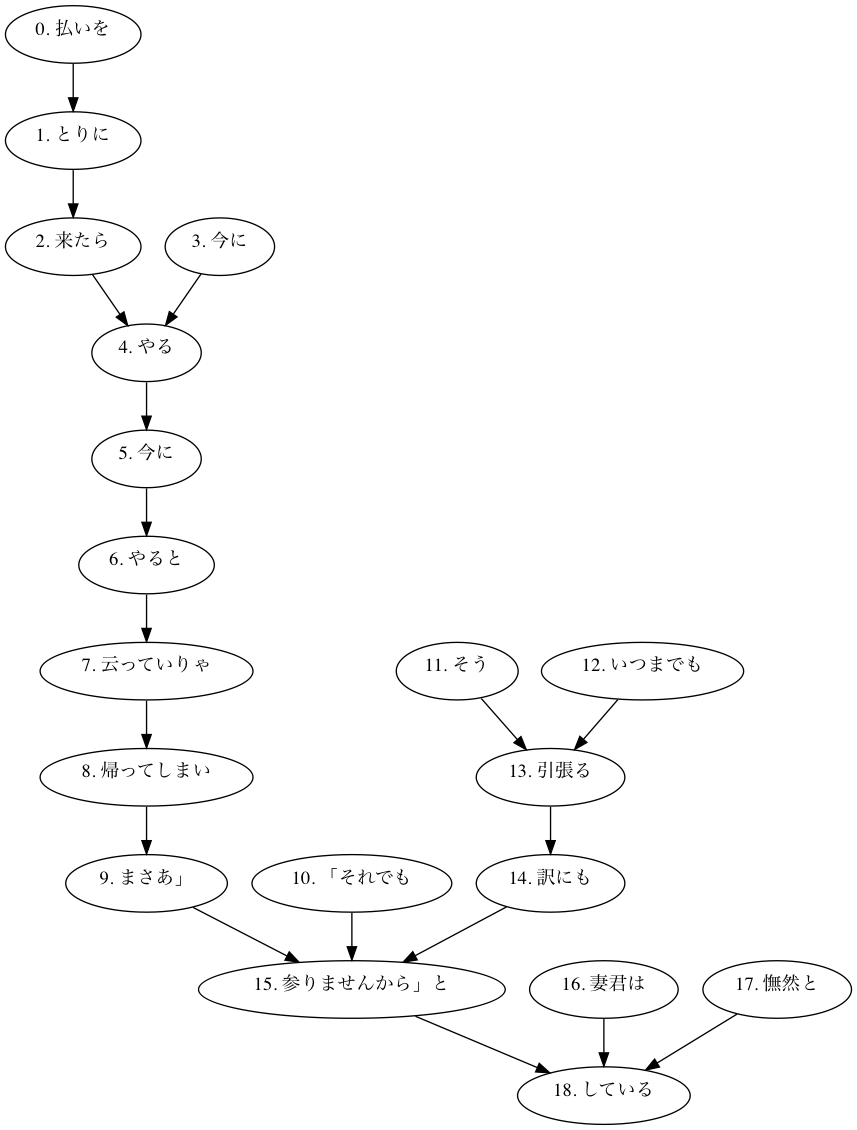 0. 払いを
1. とりに
2. 来たら
3. 今に
4. やる
5. 今に
6. やると
7. 云っていりゃ
8. 帰ってしまい
9. まさあ」
10. 「それでも
11. そう
12. いつまでも
13. 引張る
14. 訳にも
15. 参りませんから」と
16. 妻君は
17. 憮然と
18. している